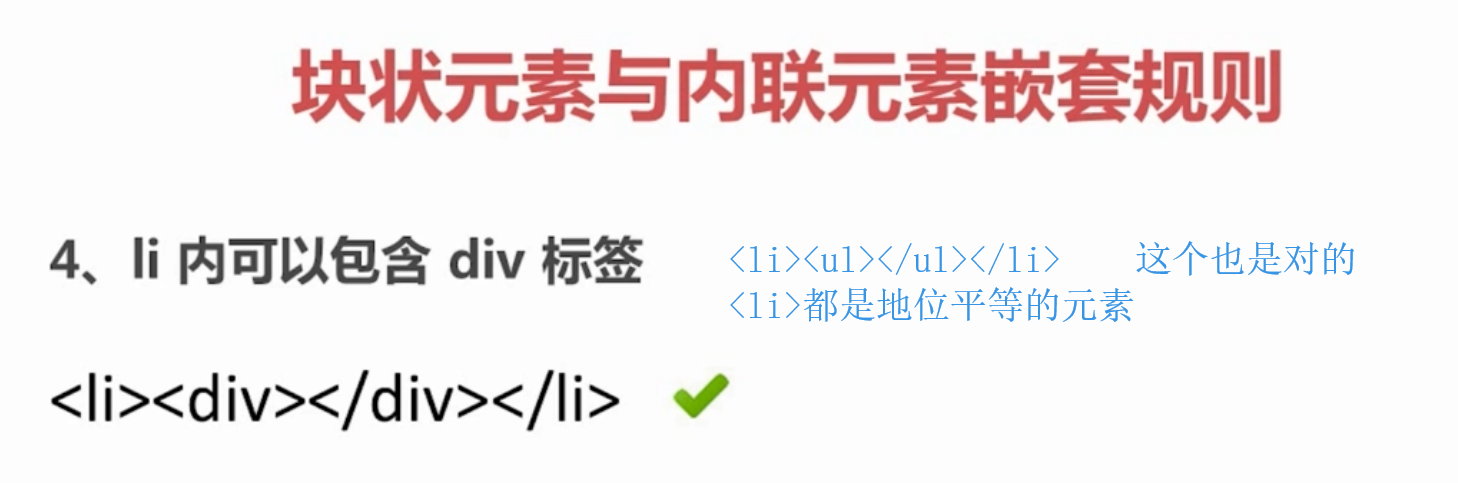 块状元素与内联元素嵌套规则
4、li 内可以包含 div 标签
<li><ul></ul></li> 这个也是对的
<li>都是地位平等的元素
<li><div></div></li>